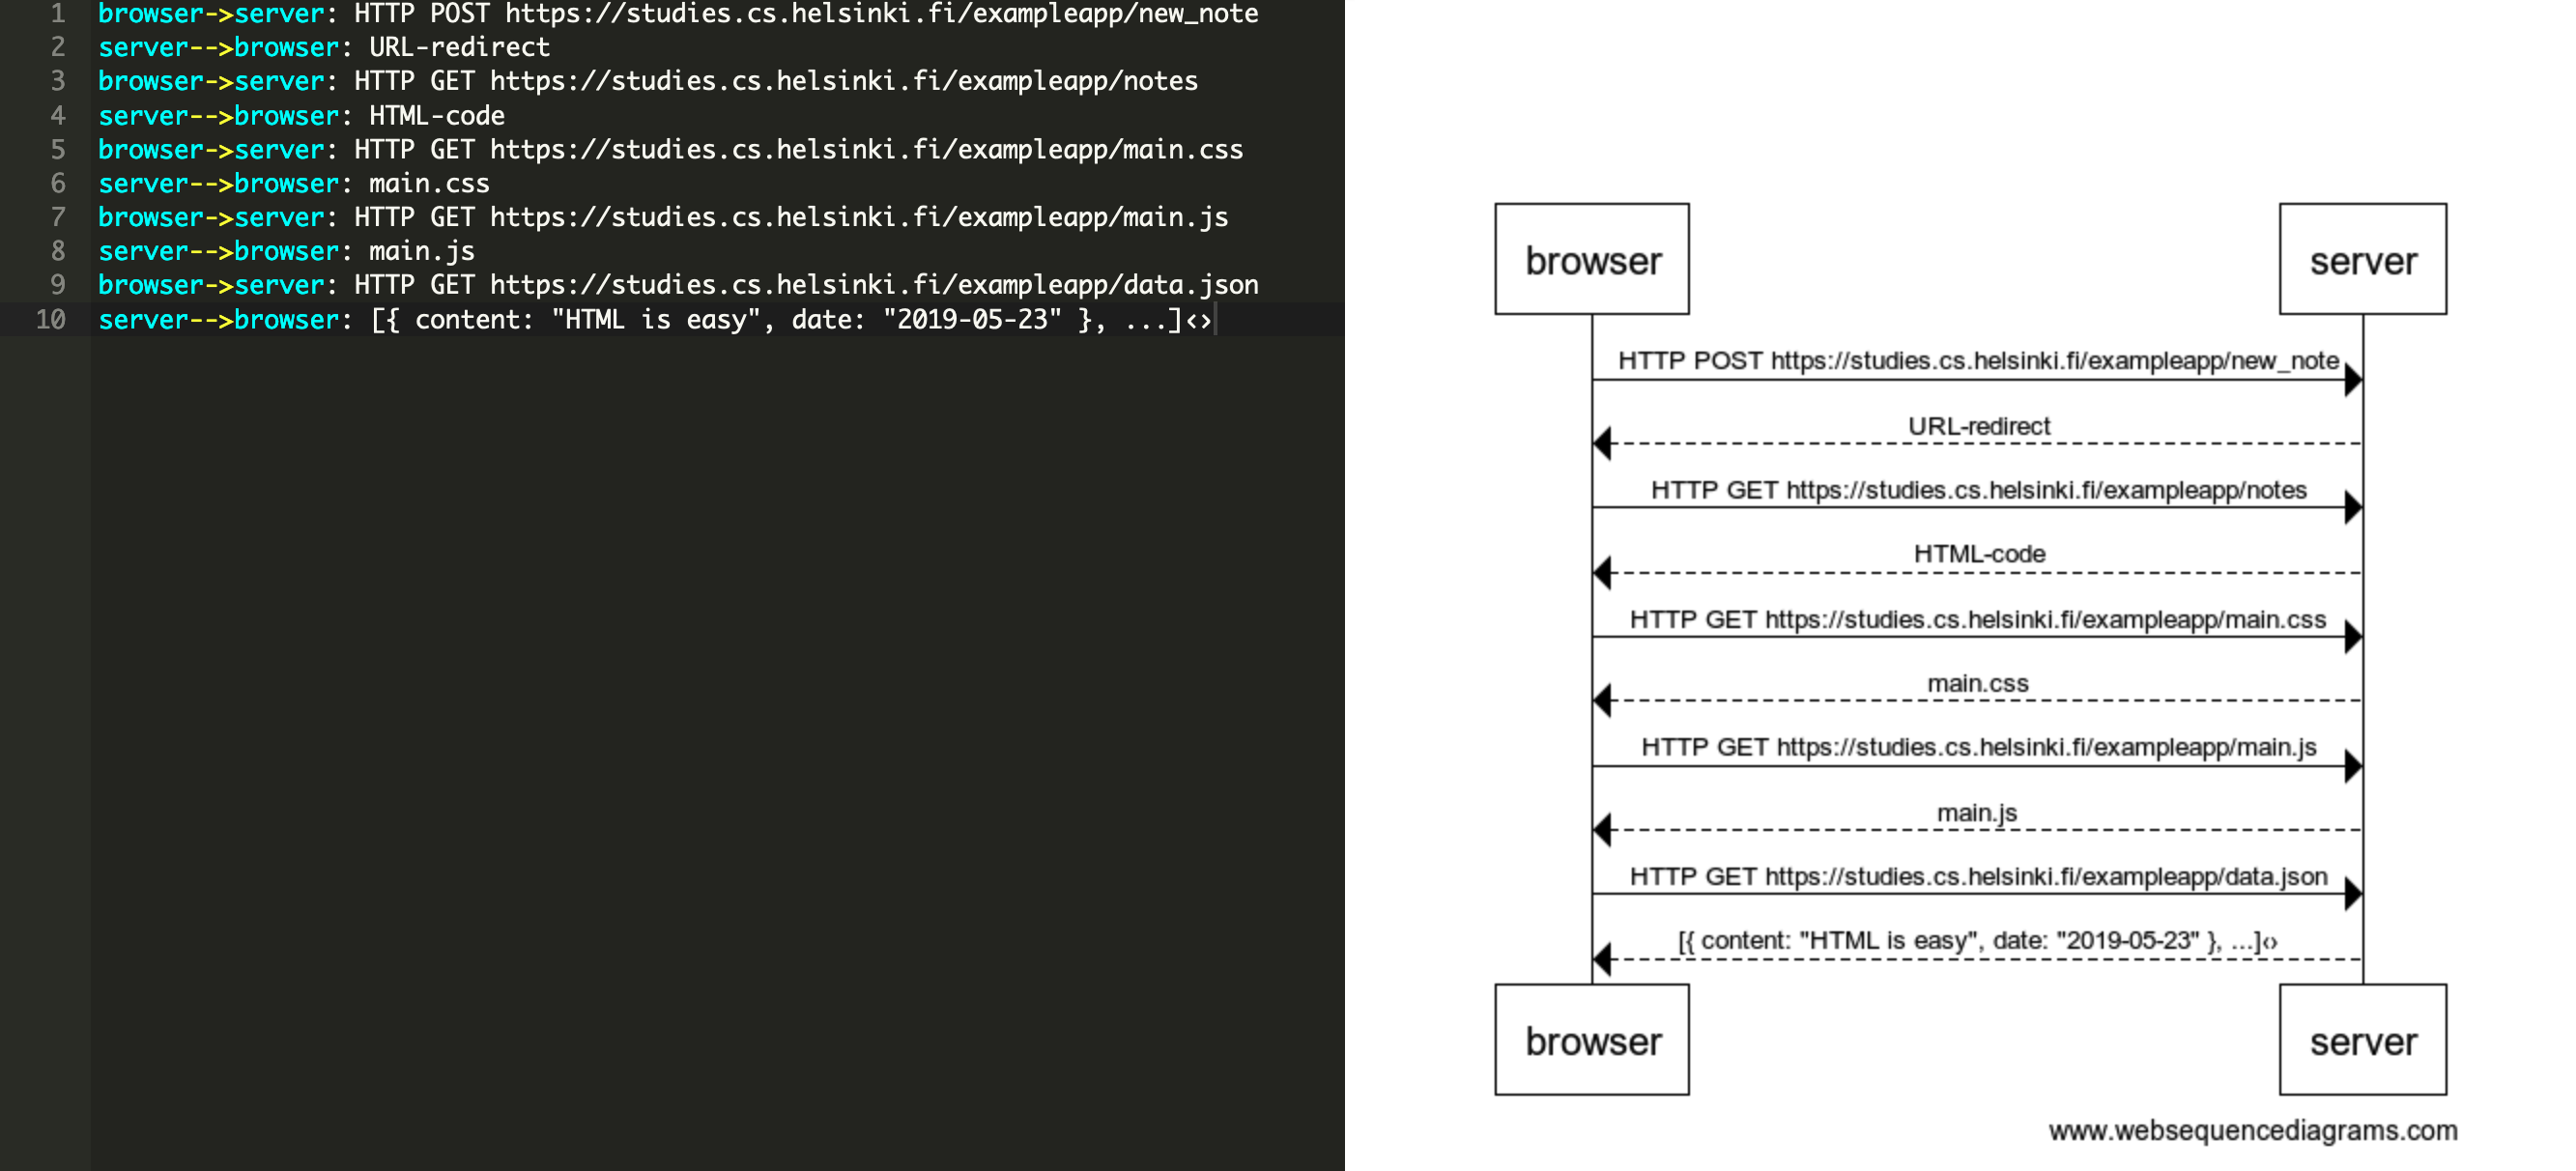 1 browser->server: HTTP POST https://studies.cs.helsinki.fi/exampleapp/new_note
2 server-->browser: URL-redirect
3 browser->server: HTTP GET https://studies.cs.helsinki.fi/exampleapp/notes
4 server-->browser: HTML-code
5 browser->server: HTTP GET https://studies.cs.helsinki.fi/exampleapp/main.css
6 server-->browser: main.css
7 browser->server: HTTP GET https://studies.cs.helsinki.fi/exampleapp/main.js
8 server-->browser: main.js
9 browser->server: HTTP GET https://studies.cs.helsinki.fi/exampleapp/data.json
10 server-->browser: [{ content: "HTML is easy", date: "2019-05-23" }, ...]‹›
browser server
HTTP POST https://studies.cs.helsinki.fi/exampleapp/new_note
URL-redirect
HTTP GET https://studies.cs.helsinki.fi/exampleapp/notes
HTML-code
HTTP GET https://studies.cs.helsinki.fi/exampleapp/main.css
main.css
HTTP GET https://studies.cs.helsinki.fi/exampleapp/main.js
main.js
HTTP GET https://studies.cs.helsinki.fi/exampleapp/data.json
[{ content: "HTML is easy", date: "2019-05-23" }, ...]‹›
browser server
www.websequencediagrams.com